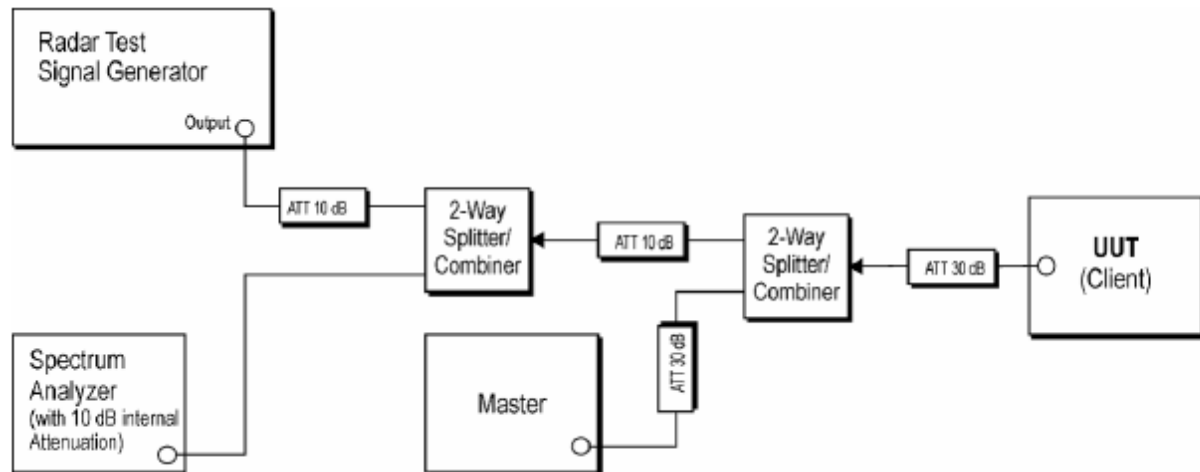 Radar Test
Signal Generator
Output
ATT 10 dB
2-Way
Splitter/
Combiner
ATT 10 dB
2-Way
Splitter/
Combiner
ATT 30 dB
UUT
(Client)
Spectrum
Analyzer
(with 10 dB internal
Attenuation)
Master
ATT 30 dB